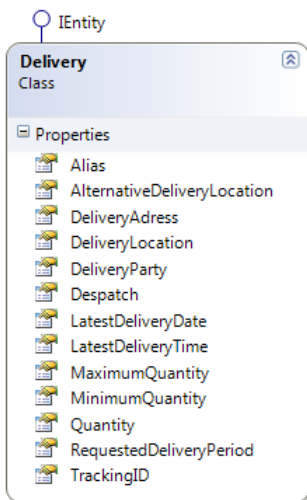 IEntity
Delivery
Class
Properties
Alias
AlternativeDeliveryLocation
DeliveryAdress
DeliveryLocation
DeliveryParty
Despatch
LatestDeliveryDate
LatestDeliveryTime
MaximumQuantity
MinimumQuantity
Quantity
RequestedDeliveryPeriod
TrackingID